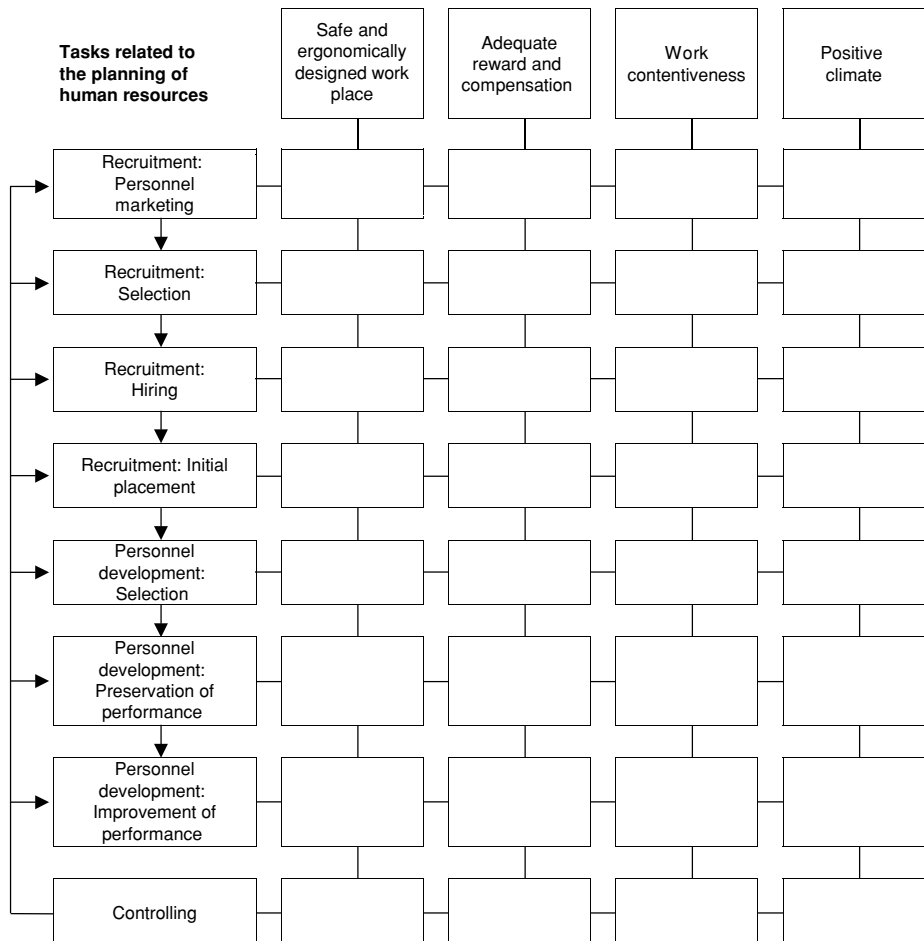 Tasks related to
the planning of
human resources
Safe and
ergonomically
designed work
place
Adequate
reward and
compensation
Work
contentiveness
Positive
climate
Recruitment:
Personnel
marketing
Recruitment:
Selection
Recruitment:
Hiring
Recruitment: Initial
placement
Personnel
development:
Selection
Personnel
development:
Preservation of
performance
Personnel
development:
Improvement of
performance
Controlling